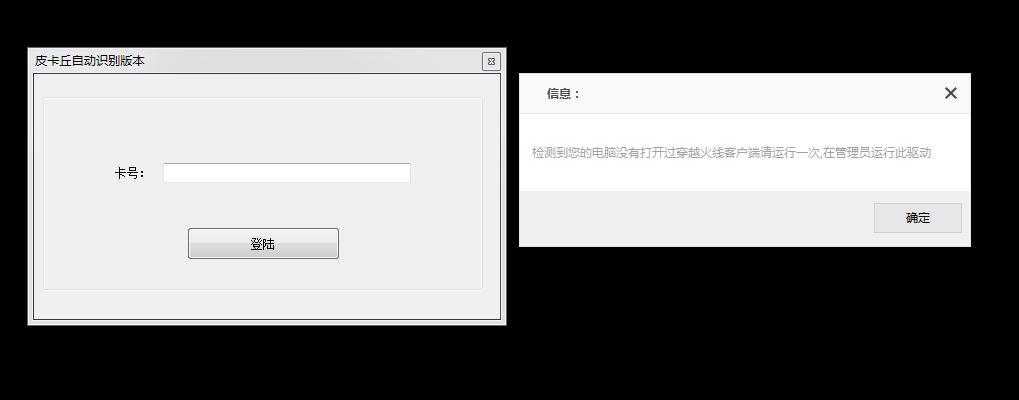 皮卡丘自动识别版本
卡号：
登陆
信息：
检测到您的电脑没有打开过穿越火线客户端请运行一次,在管理员运行此驱动
确定